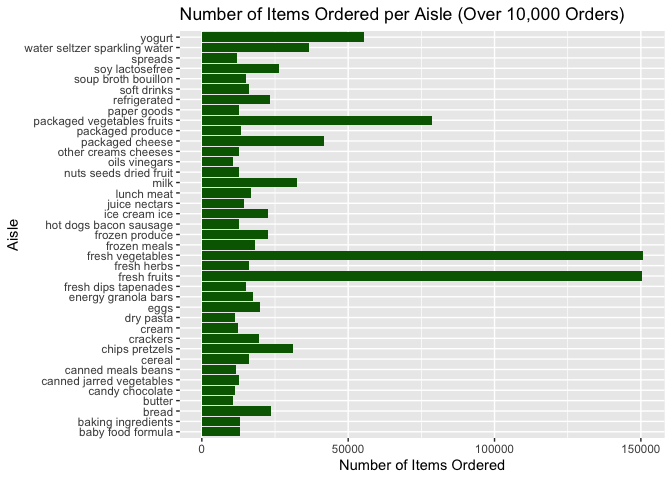 Number of Items Ordered per Aisle (Over 10,000 Orders)
yogurt
water seltzer sparkling water
spreads
soy lactosefree
soup broth bouillon
soft drinks
refrigerated
paper goods
packaged vegetables fruits
packaged produce
packaged cheese
other creams cheeses
oils vinegars
nuts seeds dried fruit
milk
lunch meat
juice nectars
ice cream ice
hot dogs bacon sausage
frozen produce
frozen meals
fresh vegetables
fresh herbs
fresh fruits
fresh dips tapenades
energy granola bars
eggs
dry pasta
cream
crackers
chips pretzels
cereal
canned meals beans
canned jarred vegetables
candy chocolate
butter
bread
baking ingredients
baby food formula
Aisle
0 50000 100000 150000
Number of Items Ordered